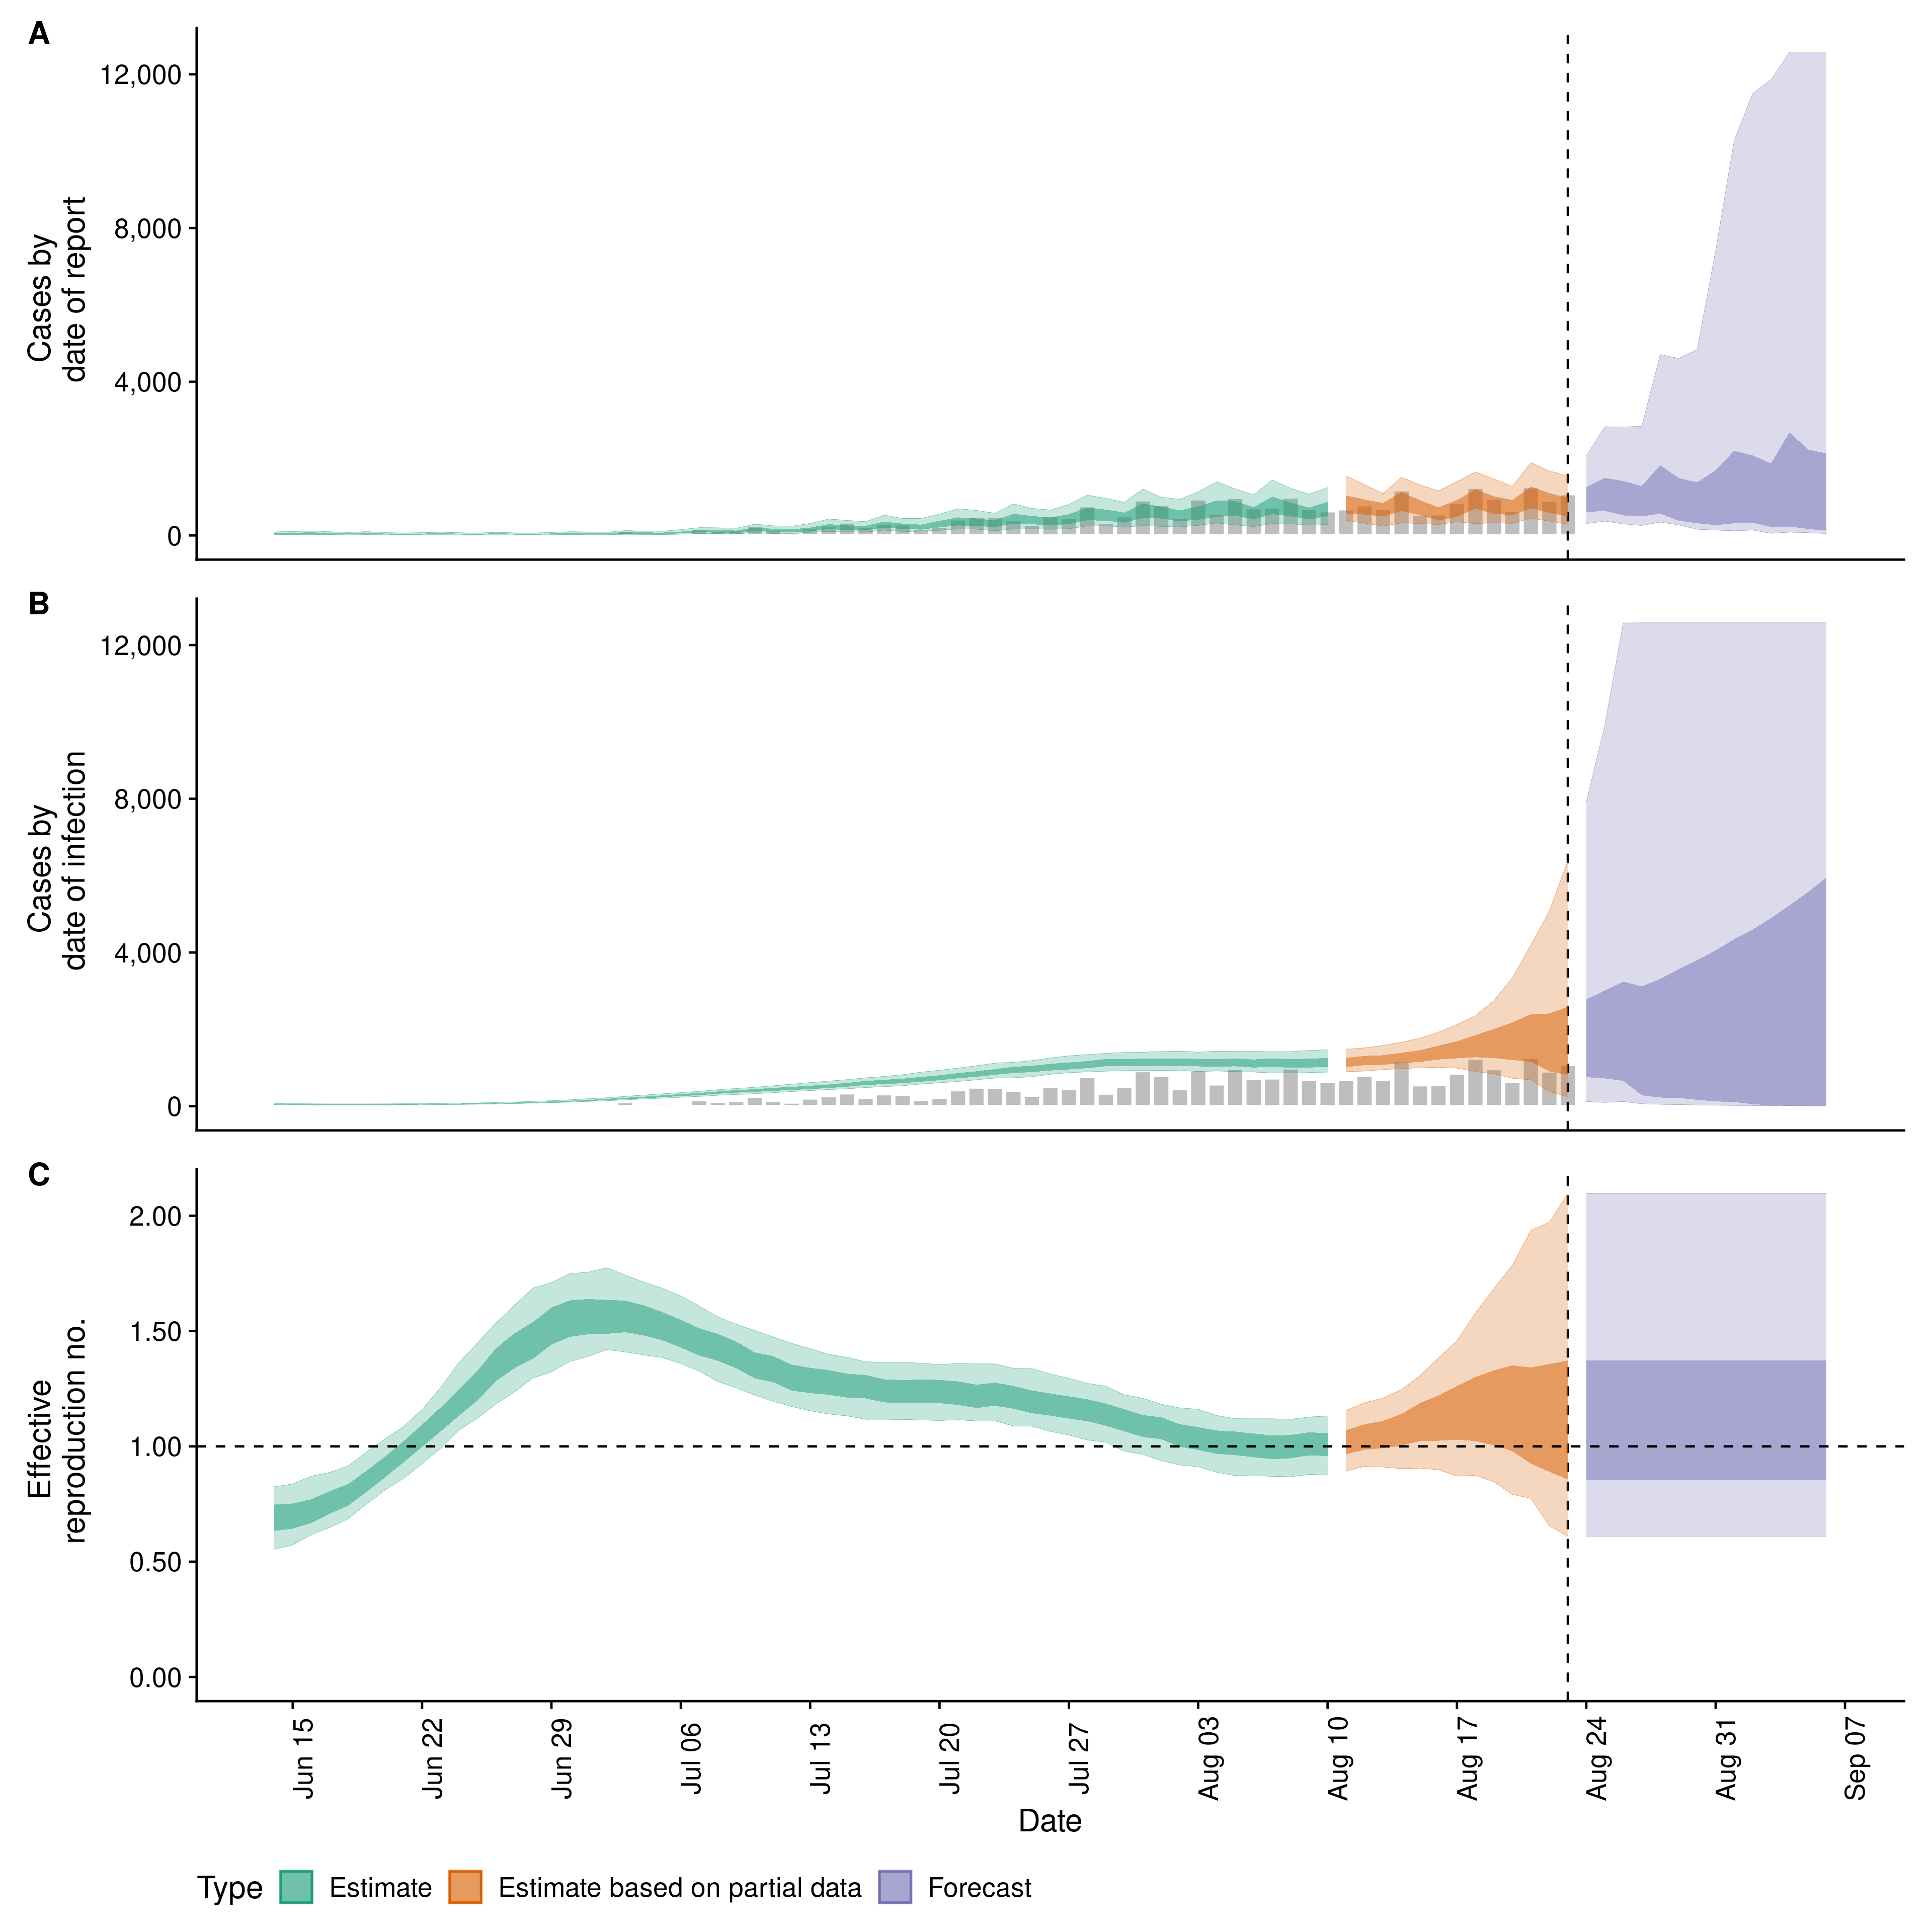 A
12,000
8,000
4,000
0
Cases by
date of report
B
12,000
8,000
4,000
0
Cases by
date of infection
C
2.00
1.50
1.00
0.50
0.00
Effective
reproduction no.
Jun 15
Jun 22
Jun 29
Jul 06
Jul 13
Jul 20
Jul 27
Aug 03
Aug 10
Aug 17
Aug 24
Aug 31
Sep 07
Date
Type Estimate Estimate based on partial data Forecast